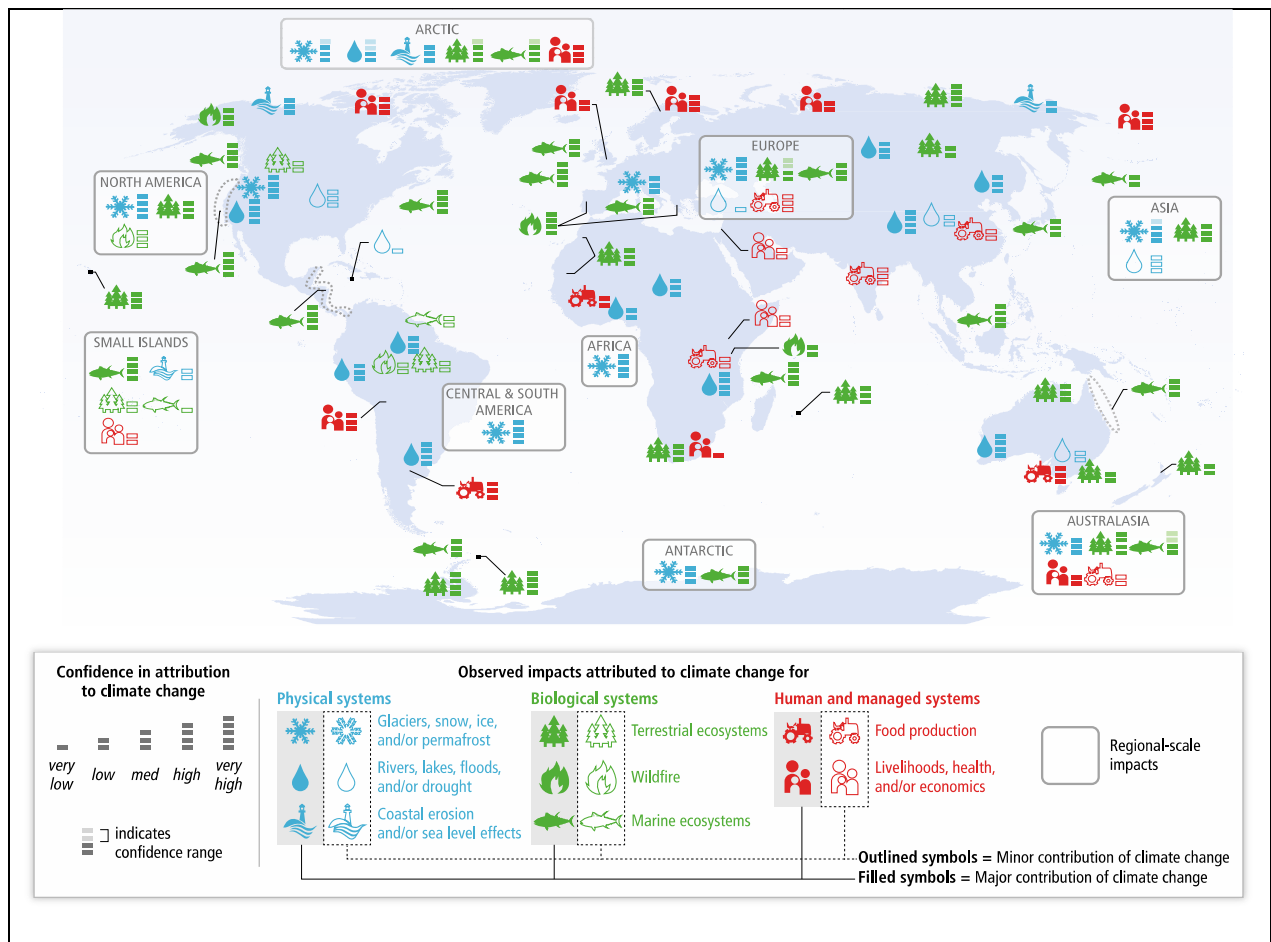 ARCTIC
EUROPE
NORTH AMERICA
ASIA
SMALL ISLANDS
AFRICA
CENTRAL & SOUTH
AMERICA
AUSTRALASIA
ANTARCTIC
Confidence in attribution
to climate change
very
low
low
med
high
very
high
indicates
confidence range
Observed impacts attributed to climate change for
Physical systems
Glaciers, snow, ice,
and/or permafrost
Rivers, lakes, floods,
and/or drought
Coastal erosion
and/or sea level effects
Biological systems
Terrestrial ecosystems
Wildfire
Marine ecosystems
Human and managed systems
Food production
Livelihoods, health,
and/or economics
Regional-scale
impacts
Outlined symbols = Minor contribution of climate change
Filled symbols = Major contribution of climate change